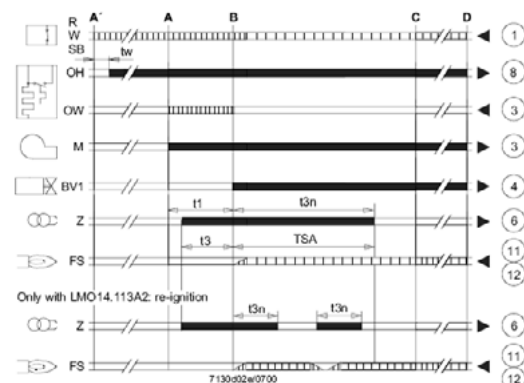 A´ A B C D
R
W 1
SB tw
OH 8
OW 3
M 3
BV1 4
t1 t3n
Z 6
t3 TSA
FS 11
12
Only with LMO14.113A2: re-ignition
t3n t3n
Z 6
FS 11
12
7130d02e/0700